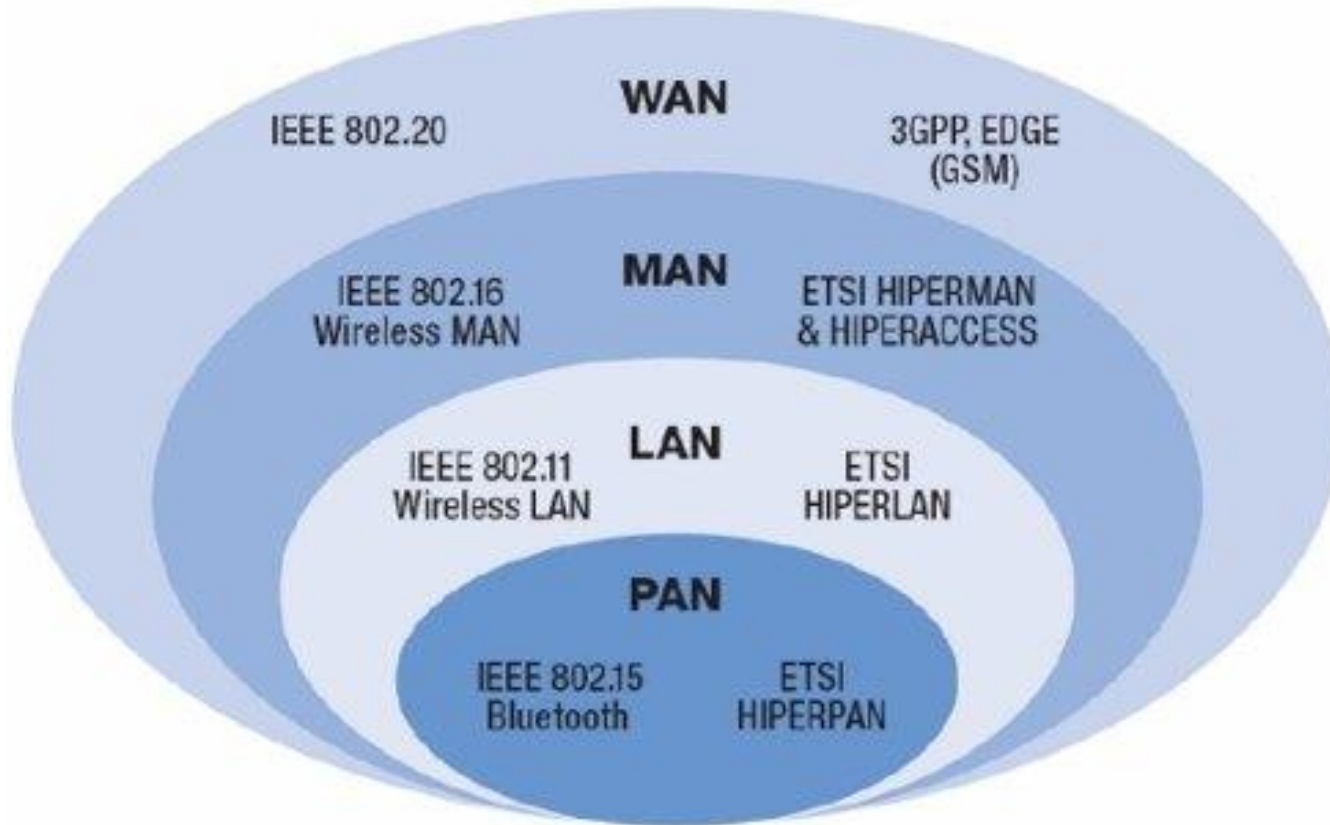 WAN
IEEE 802.20
3GPP, EDGE
(GSM)
MAN
IEEE 802.16
Wireless MAN
ETSI HIPERMAN
& HIPERACCESS
LAN
IEEE 802.11
Wireless LAN
ETSI
HIPERLAN
PAN
IEEE 802.15
Bluetooth
ETSI
HIPERPAN